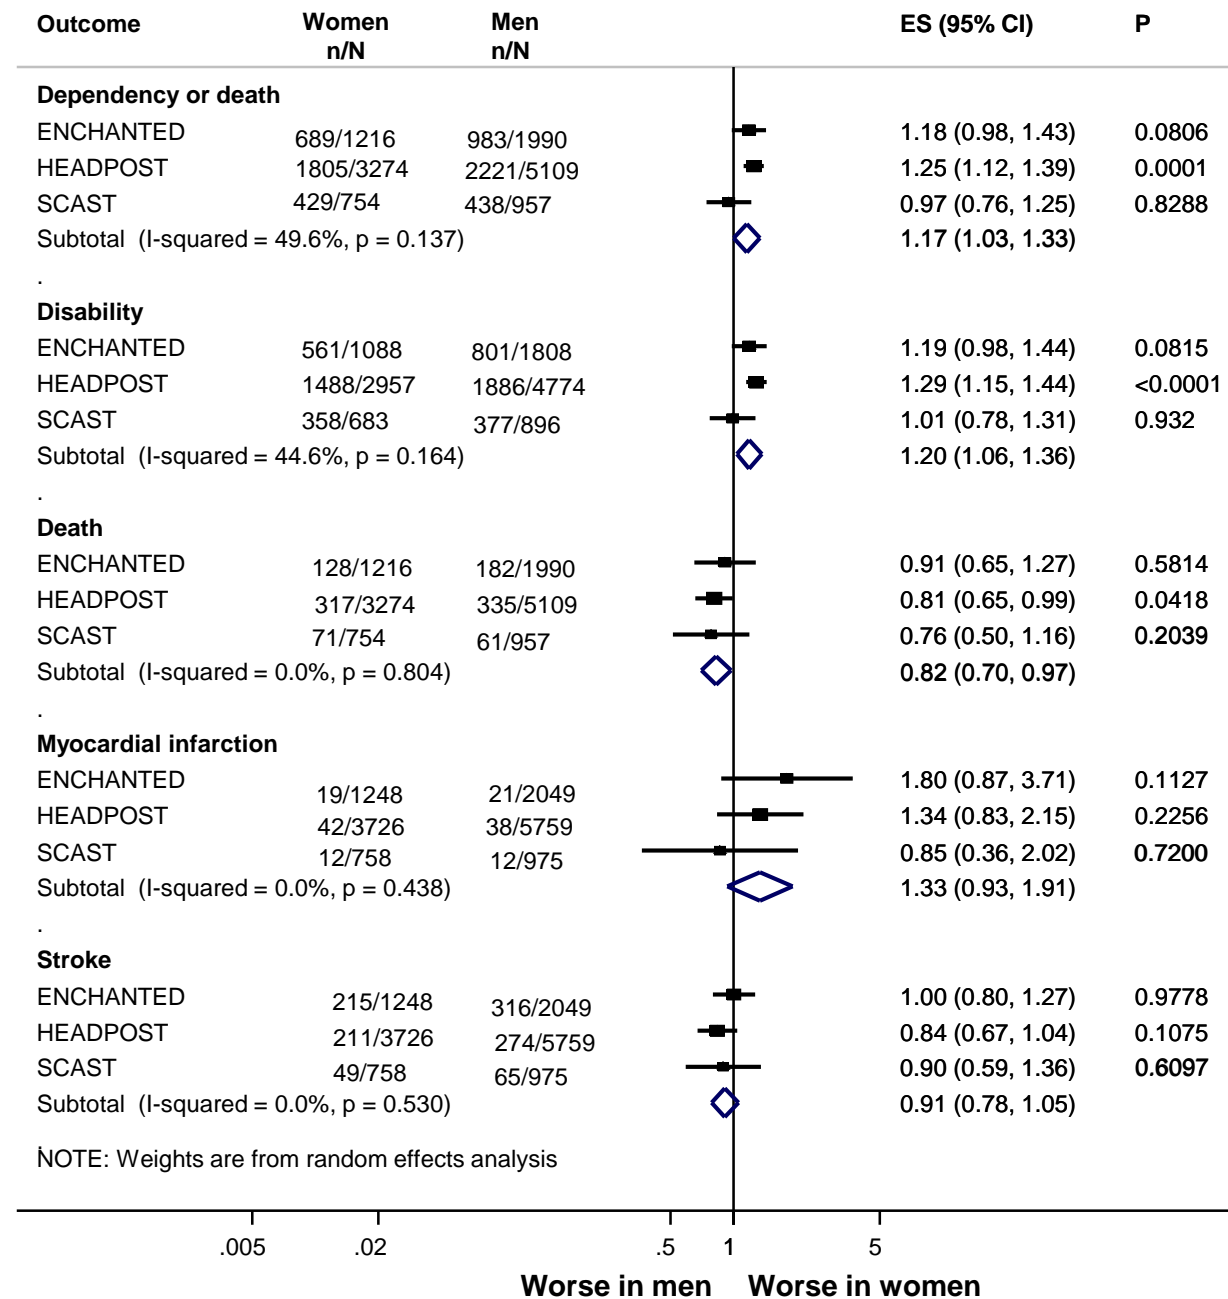 Outcome Women Men ES (95% CI) P
n/N n/N
Dependency or death
ENCHANTED 689/1216 983/1990 1.18 (0.98, 1.43) 0.0806
HEADPOST 1805/3274 2221/5109 1.25 (1.12, 1.39) 0.0001
SCAST 429/754 438/957 0.97 (0.76, 1.25) 0.8288
Subtotal (I-squared = 49.6%, p = 0.137) 1.17 (1.03, 1.33)
.
Disability
ENCHANTED 561/1088 801/1808 1.19 (0.98, 1.44) 0.0815
HEADPOST 1488/2957 1886/4774 1.29 (1.15, 1.44) <0.0001
SCAST 358/683 377/896 1.01 (0.78, 1.31) 0.932
Subtotal (I-squared = 44.6%, p = 0.164) 1.20 (1.06, 1.36)
.
Death
ENCHANTED 128/1216 182/1990 0.91 (0.65, 1.27) 0.5814
HEADPOST 317/3274 335/5109 0.81 (0.65, 0.99) 0.0418
SCAST 71/754 61/957 0.76 (0.50, 1.16) 0.2039
Subtotal (I-squared = 0.0%, p = 0.804) 0.82 (0.70, 0.97)
.
Myocardial infarction
ENCHANTED 19/1248 21/2049 1.80 (0.87, 3.71) 0.1127
HEADPOST 42/3726 38/5759 1.34 (0.83, 2.15) 0.2256
SCAST 12/758 12/975 0.85 (0.36, 2.02) 0.7200
Subtotal (I-squared = 0.0%, p = 0.438) 1.33 (0.93, 1.91)
.
Stroke
ENCHANTED 215/1248 316/2049 1.00 (0.80, 1.27) 0.9778
HEADPOST 211/3726 274/5759 0.84 (0.67, 1.04) 0.1075
SCAST 49/758 65/975 0.90 (0.59, 1.36) 0.6097
Subtotal (I-squared = 0.0%, p = 0.530) 0.91 (0.78, 1.05)
.
NOTE: Weights are from random effects analysis
.005 .02 .5 1 5
Worse in men Worse in women